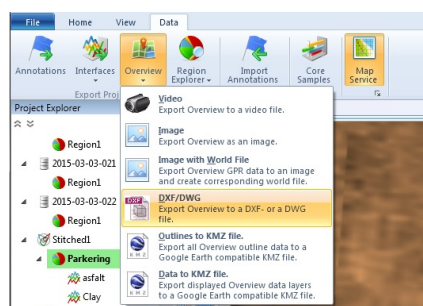 File Home View Data
Annotations Interfaces Overview Region Explorer Import Annotations Core Samples Map Service
Export Proj
Project Explorer
Region1
2015-03-03-021
Region1
2015-03-03-022
Region1
Stitched1
Parkering
asfalt
Clay
Video
Export Overview to a video file.
Image
Export Overview as an image.
Image with World File
Export Overview GPR data to an image
and create corresponding world file.
DXF
DXF/DWG
Export Overview to a DXF- or a DWG
file.
KMZ
Outlines to KMZ file.
Export all Overview outline data to a
Google Earth compatible KMZ file.
KMZ
Data to KMZ file.
Export displayed Overview data layers
to a Google Earth compatible KMZ file.